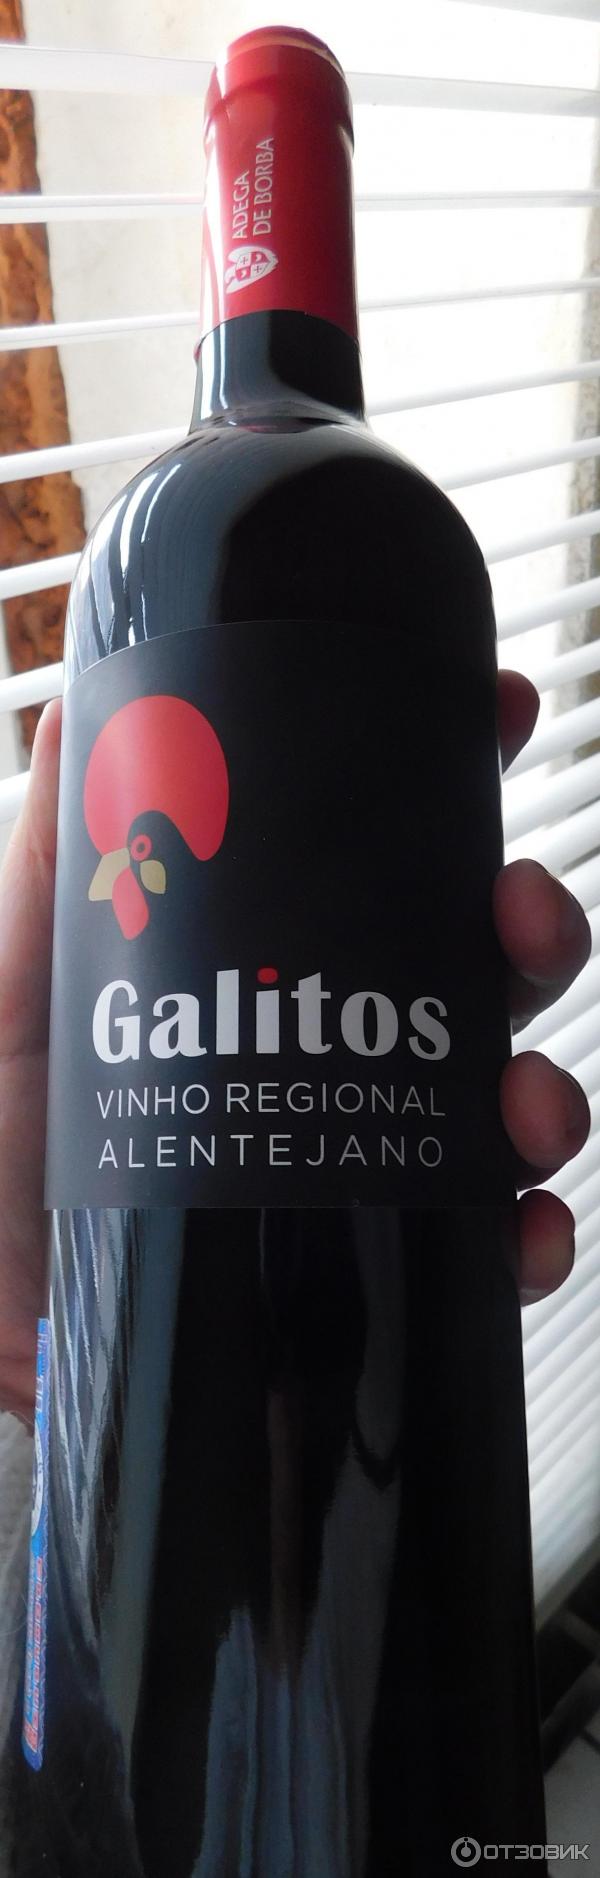 ADEGA
DE BORBA
Galitos
VINHO REGIONAL
ALENTEJANO
ОТЗОВИК